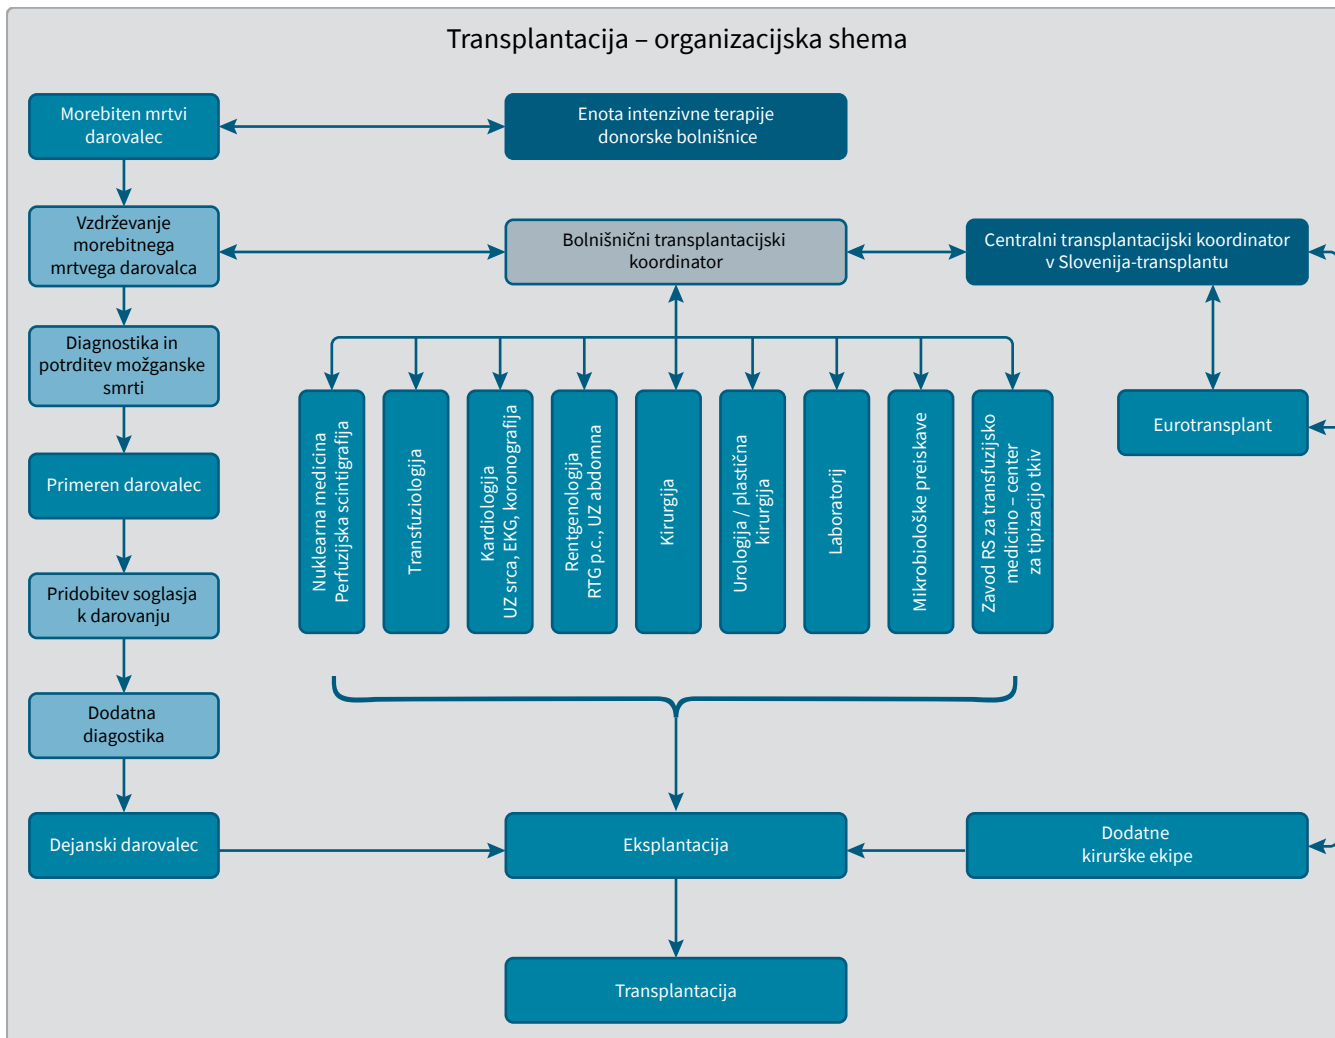 Transplantacija – organizacijska shema
Morebiten mrtvi
darovalec
Enota intenzivne terapije
donorske bolnišnice
Vzdrževanje
morebitnega
mrtvega darovalca
Bolnišnični transplantacijski
koordinator
Centralni transplantacijski koordinator
v Slovenija-transplantu
Diagnostika in
potrditev možganske
smrti
Eurotransplant
Primeren darovalec
Pridobitev soglasja
k darovanju
Dodatna
diagostika
Nuklearna medicina
Perfuzijska scintigrafija
Transfuziologija
Kardiologija
UZ srca, EKG, koronografija
Rentgenologija
RTG p.c., UZ abdomna
Kirurgija
Urologija / plastična
kirurgija
Laboratorij
Mikrobiološke preiskave
Zavod RS za transfuzijsko
medicino – center
za tipizacijo tkiv
Dejanski darovalec
Eksplantacija
Dodatne
kirurške ekipe
Transplantacija